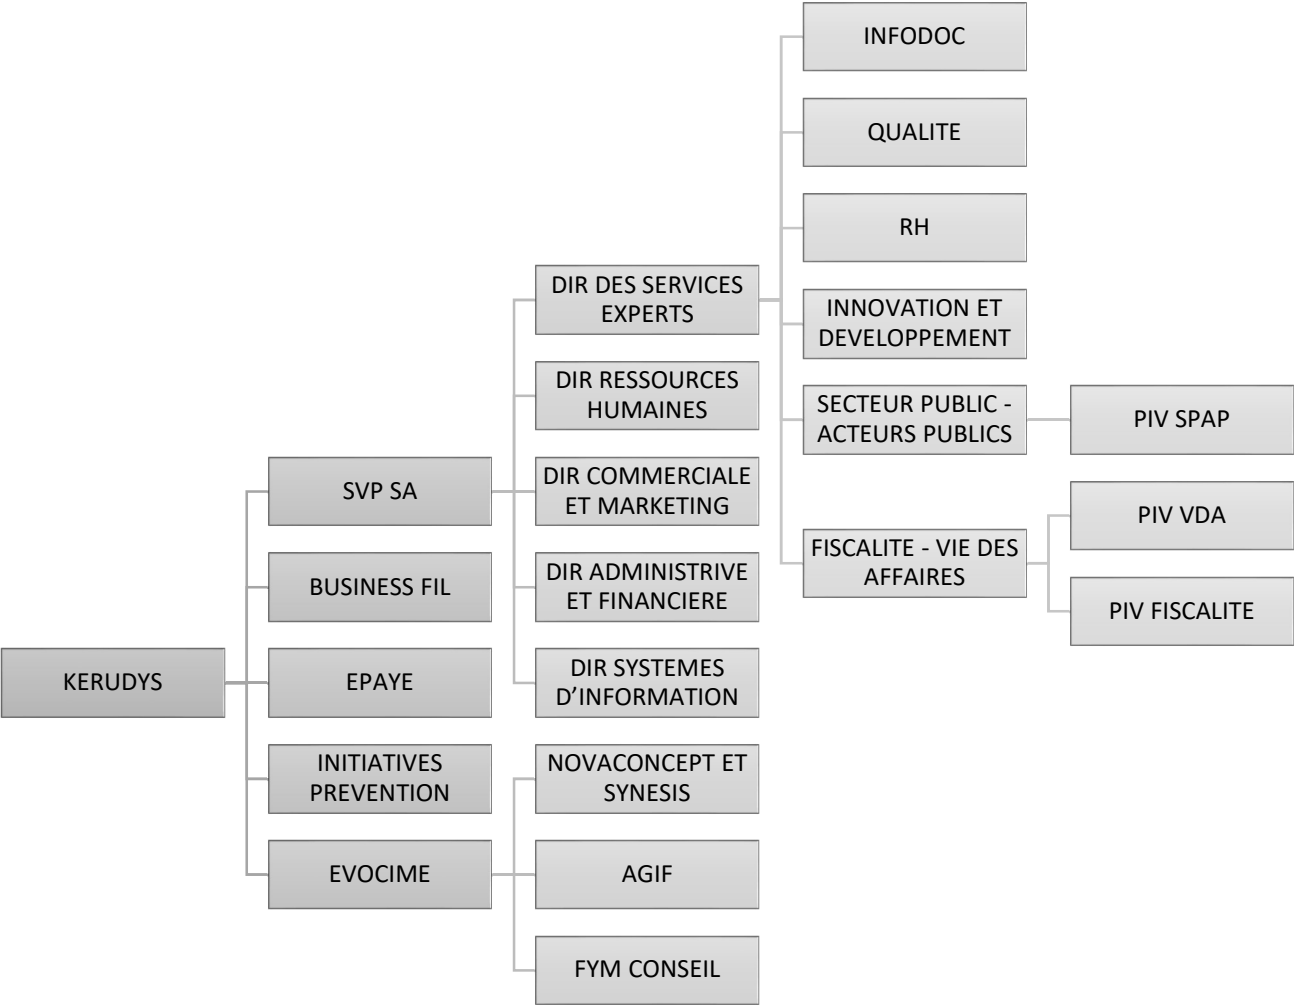 INFODOC
QUALITE
RH
DIR DES SERVICES
EXPERTS
INNOVATION ET
DEVELOPPEMENT
DIR RESSOURCES
HUMAINES
SECTEUR PUBLIC -
ACTEURS PUBLICS
PIV SPAP
SVP SA
DIR COMMERCIALE
ET MARKETING
PIV VDA
FISCALITE - VIE DES
AFFAIRES
BUSINESS FIL
DIR ADMINISTRIVE
ET FINANCIERE
PIV FISCALITE
KERUDYS
EPAYE
DIR SYSTEMES
D’INFORMATION
INITIATIVES
PREVENTION
NOVACONCEPT ET
SYNESIS
EVOCIME
AGIF
FYM CONSEIL